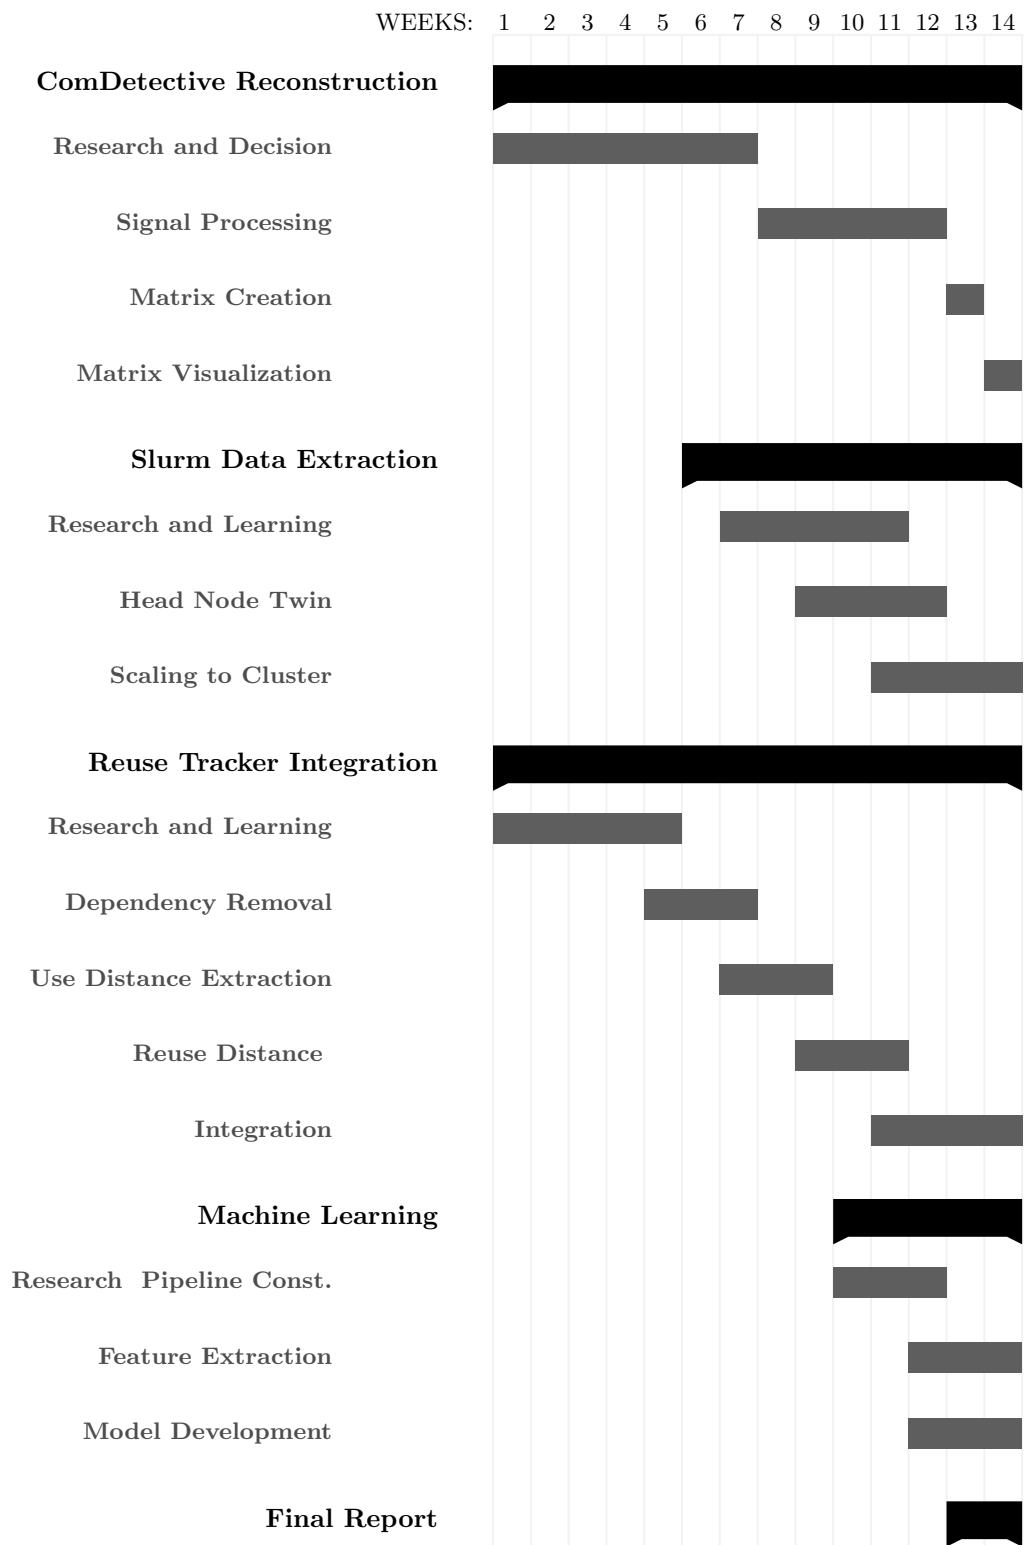 WEEKS: 1 2 3 4 5 6 7 8 9 10 11 12 13 14
ComDetective Reconstruction
Research and Decision
Signal Processing
Matrix Creation
Matrix Visualization
Slurm Data Extraction
Research and Learning
Head Node Twin
Scaling to Cluster
Reuse Tracker Integration
Research and Learning
Dependency Removal
Use Distance Extraction
Reuse Distance
Integration
Machine Learning
Research Pipeline Const.
Feature Extraction
Model Development
Final Report